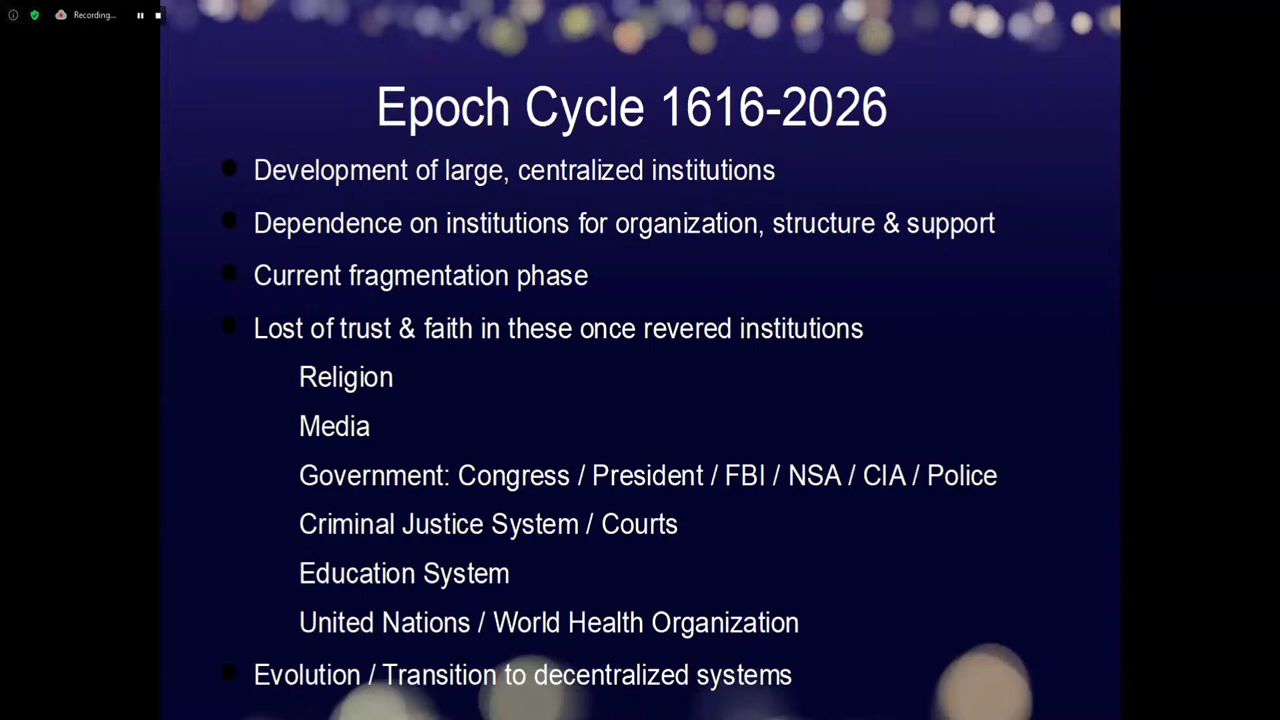 Recording...
Epoch Cycle 1616-2026
Development of large, centralized institutions
Dependence on institutions for organization, structure & support
Current fragmentation phase
Lost of trust & faith in these once revered institutions
Religion
Media
Government: Congress / President / FBI / NSA / CIA / Police
Criminal Justice System / Courts
Education System
United Nations / World Health Organization
Evolution / Transition to decentralized systems